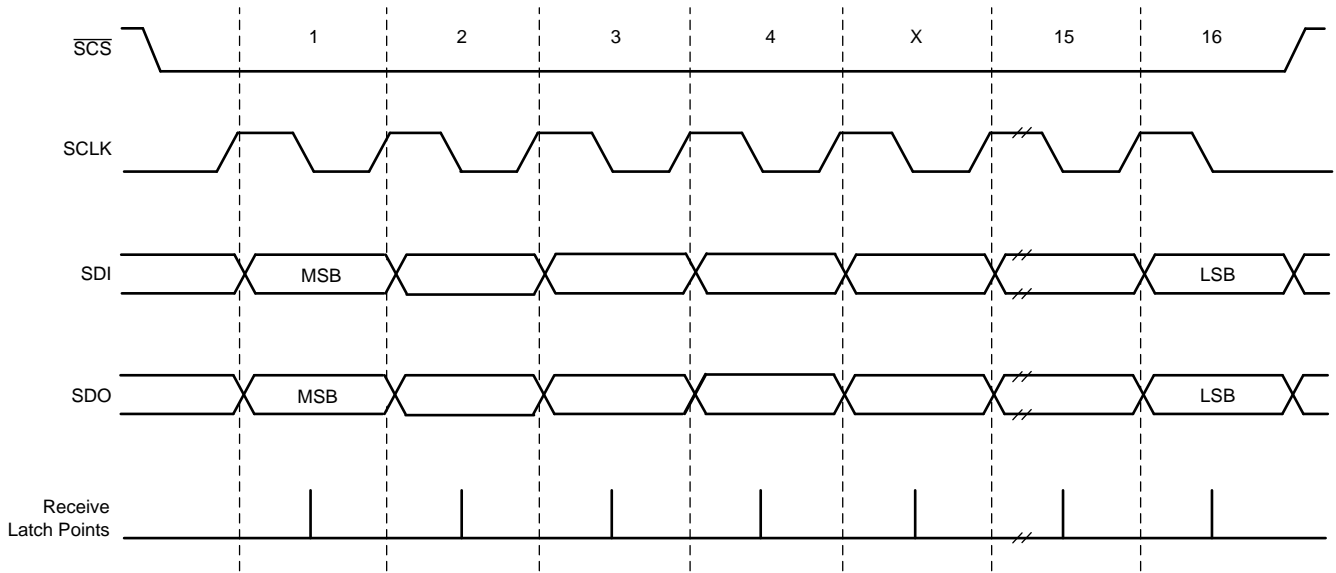 SCS
1 2 3 4 X 15 16
SCLK
SDI
MSB
LSB
SDO
MSB
LSB
Receive
Latch Points